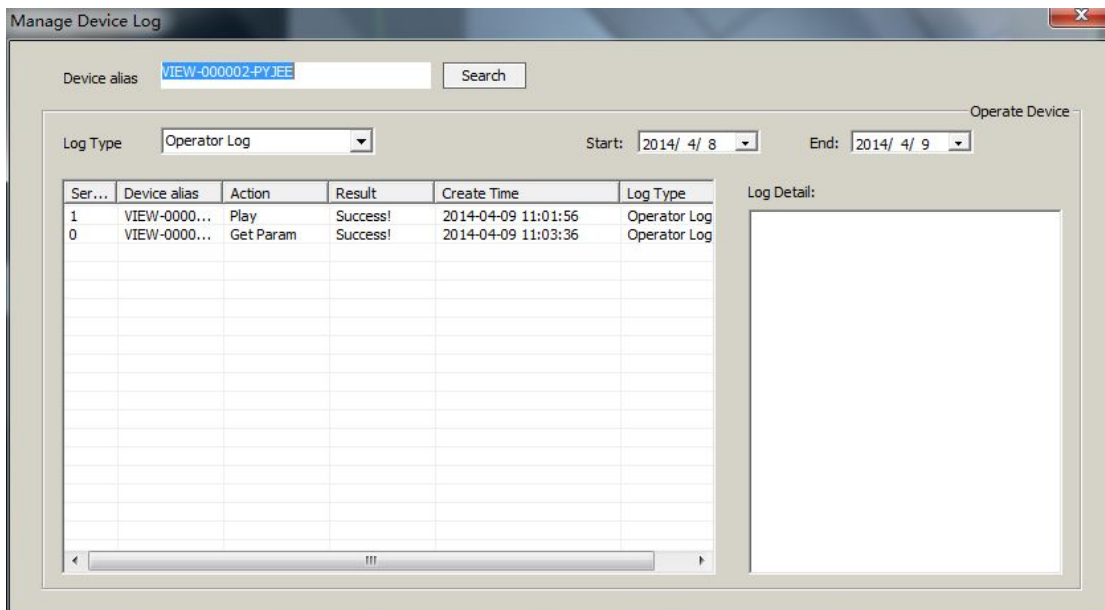 Manage Device Log
Device alias VIEW-000002-PYJEE Search
Operate Device
Log Type Operator Log Start: 2014/ 4/ 8 End: 2014/ 4/ 9
Ser... Device alias Action Result Create Time Log Type Log Detail:
1 VIEW-0000... Play Success! 2014-04-09 11:01:56 Operator Log
0 VIEW-0000... Get Param Success! 2014-04-09 11:03:36 Operator Log